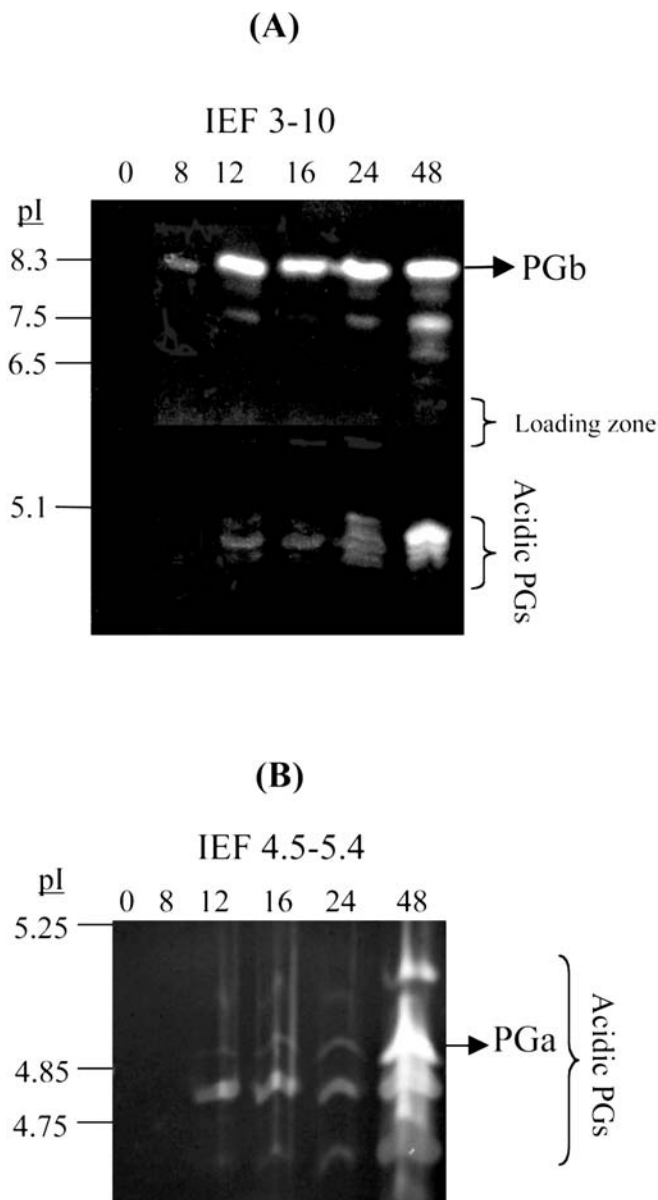 (A)
IEF 3-10
0 8 12 16 24 48
pI
8.3
PGb
7.5
6.5
Loading zone
5.1
Acidic PGs
(B)
IEF 4.5-5.4
pI
0 8 12 16 24 48
5.25
PGa
4.85
4.75
Acidic PGs